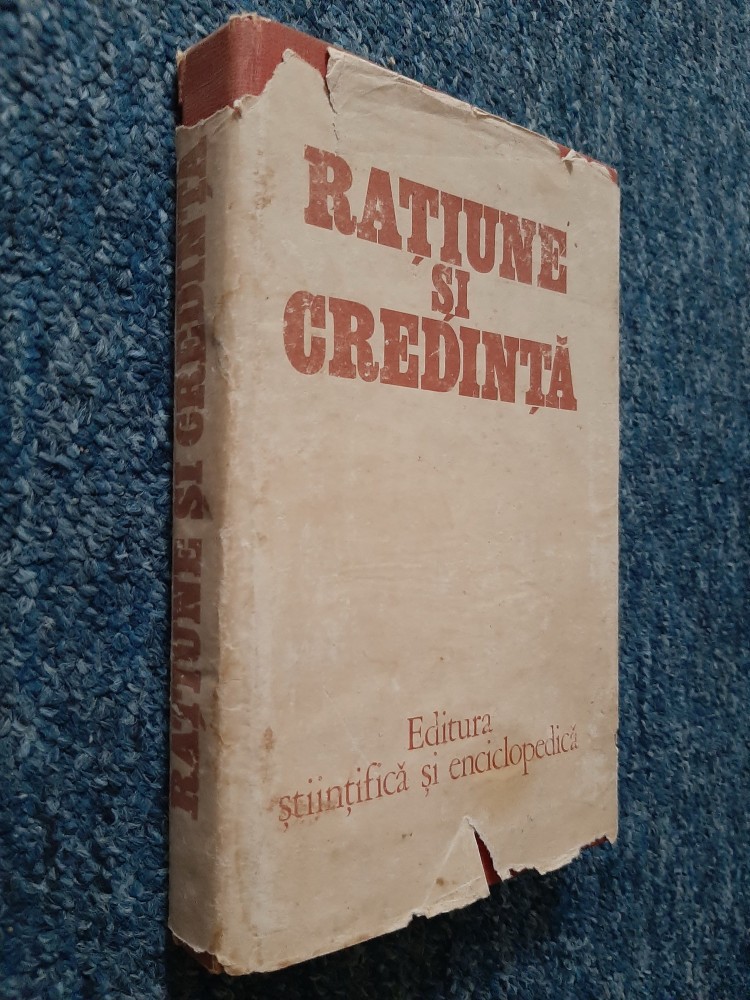 RAȚIUNE
ȘI
CREDINȚĂ
Editura
științifică și enciclopedică
RAȚIUNE ȘI CREDINȚĂ